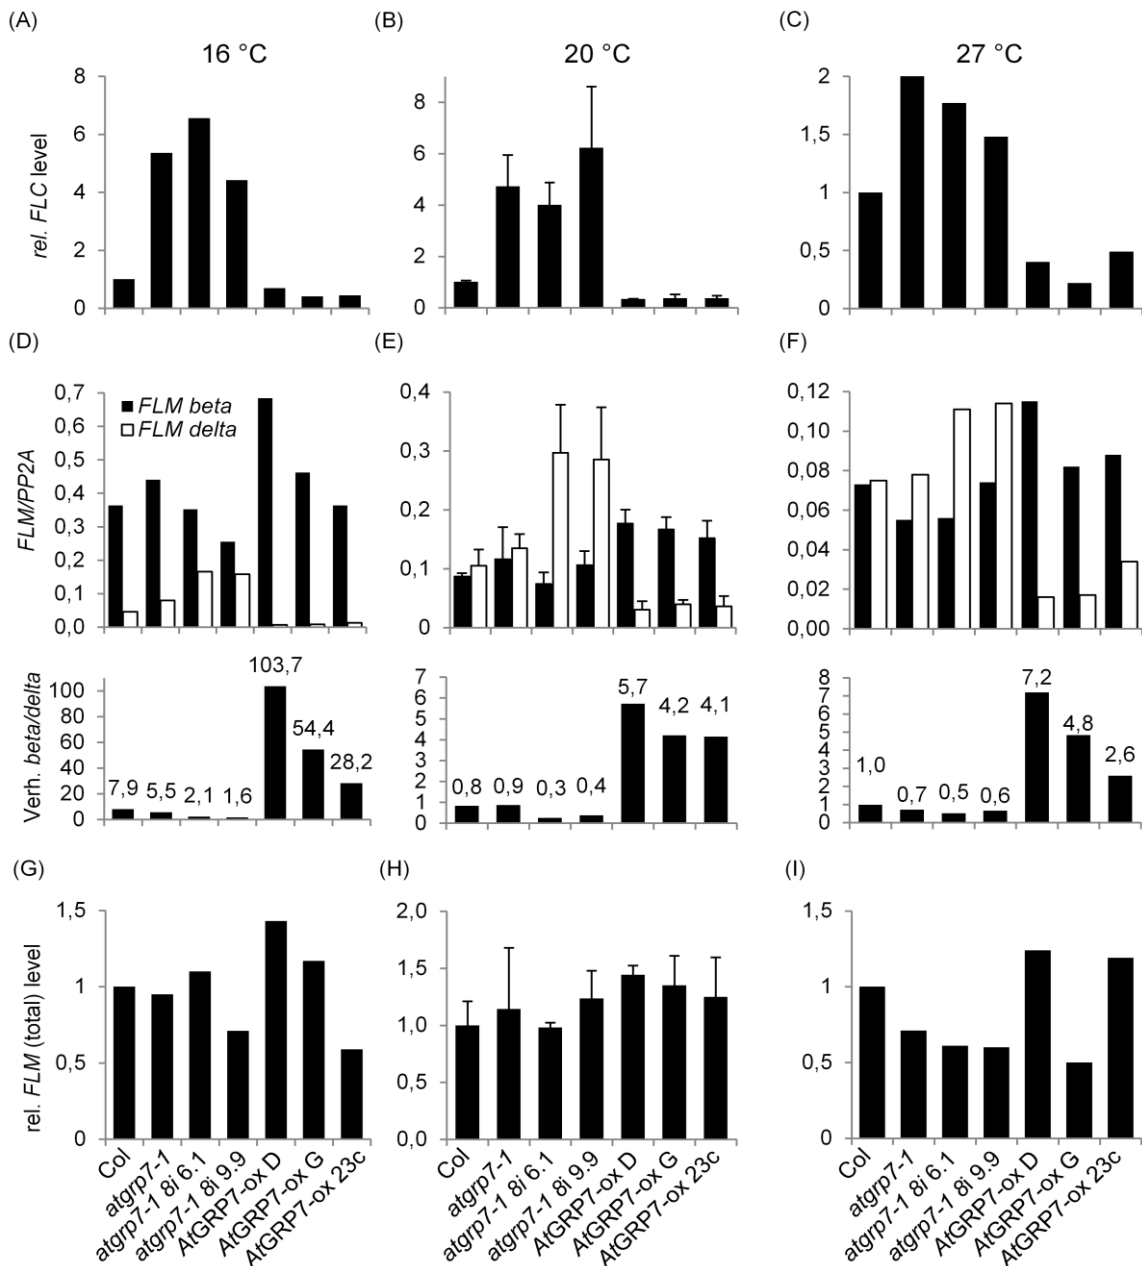 (A) (B) (C)
16 °C 20 °C 27 °C
rel. FLC level
8
6
4
2
0
8
6
4
2
0
2
1,5
1
0,5
0
(D) (E) (F)
FLM/PP2A
0,7
0,6
0,5
0,4
0,3
0,2
0,1
0,0
FLM beta
FLM delta
0,4
0,3
0,2
0,1
0
0,12
0,10
0,08
0,06
0,04
0,02
0,00
Verh. beta/delta
100
80
60
40
20
0
7,9 5,5 2,1 1,6 103,7 54,4 28,2
7
6
5
4
3
2
1
0
0,8 0,9 0,3 0,4 5,7 4,2 4,1
8
7
6
5
4
3
2
1
0
1,0 0,7 0,5 0,6 7,2 4,8 2,6
(G) (H) (I)
rel. FLM (total) level
1,5
1
0,5
0
2,0
1,5
1,0
0,5
0,0
1,5
1
0,5
0
Col
atgrp7-1
atgrp7-1 8i 6.1
atgrp7-1 8i 9.9
AtGRP7-ox D
AtGRP7-ox G
AtGRP7-ox 23c
Col
atgrp7-1
atgrp7-1 8i 6.1
atgrp7-1 8i 9.9
AtGRP7-ox D
AtGRP7-ox G
AtGRP7-ox 23c
Col
atgrp7-1
atgrp7-1 8i 6.1
atgrp7-1 8i 9.9
AtGRP7-ox D
AtGRP7-ox G
AtGRP7-ox 23c